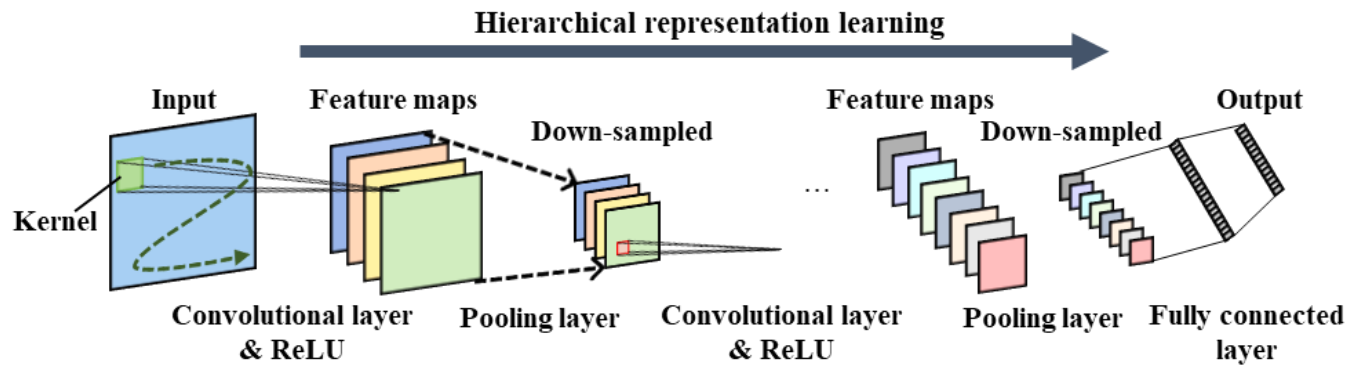 Hierarchical representation learning
Input
Feature maps
Down-sampled
Feature maps
Down-sampled
Output
Kernel
...
Convolutional layer
& ReLU
Pooling layer
Convolutional layer
& ReLU
Pooling layer
Fully connected
layer